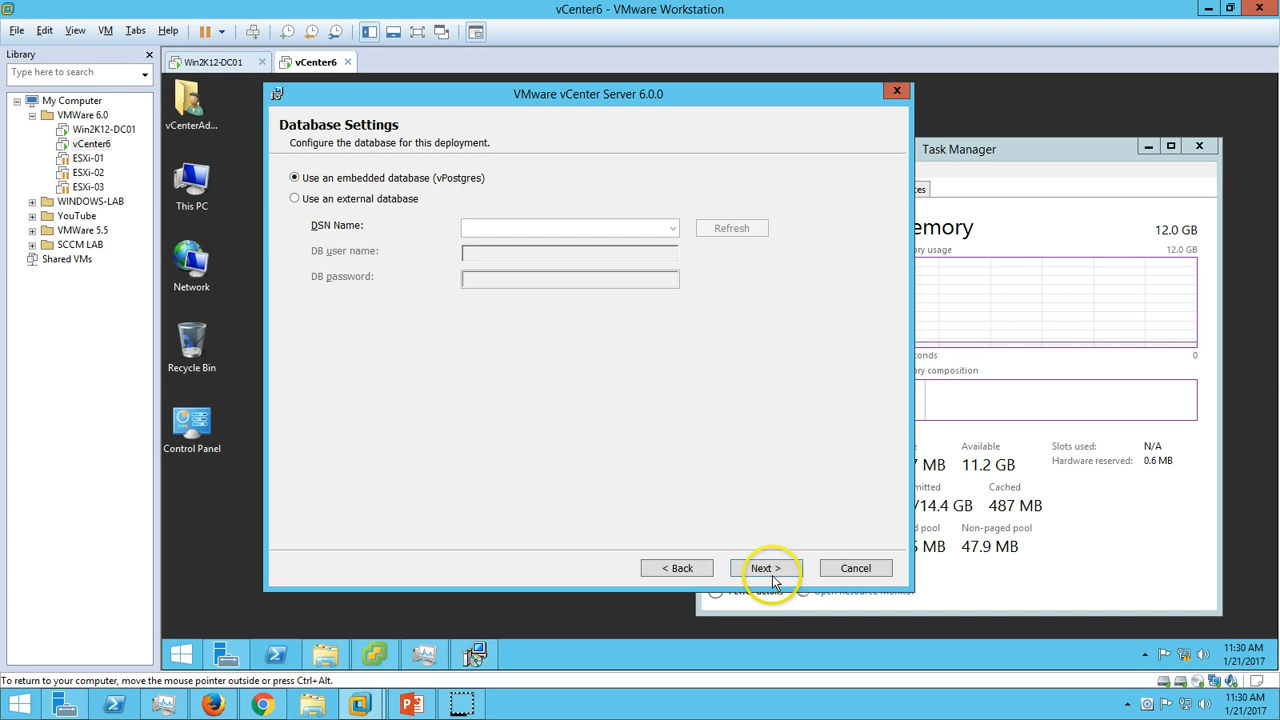 vCenter6 - VMware Workstation
File Edit View VM Tabs Help
Library
Type here to search
My Computer
VMWare 6.0
Win2K12-DC01
vCenter6
ESXi-01
ESXi-02
ESXi-03
WINDOWS-LAB
YouTube
VMWare 5.5
SCCM LAB
Shared VMs
Win2K12-DC01
vCenter6
vCenterAd...
This PC
Network
Recycle Bin
Control Panel
VMware vCenter Server 6.0.0
Database Settings
Configure the database for this deployment.
Use an embedded database (vPostgres)
Use an external database
DSN Name:
Refresh
DB user name:
DB password:
< Back
Next >
Cancel
Task Manager
ces
emory
12.0 GB
ory usage
12.0 GB
conds
0
ory composition
Available
Slots used:
N/A
7 MB
11.2 GB
Hardware reserved:
0.6 MB
mitted
Cached
/14.4 GB
487 MB
d pool
Non-paged pool
5 MB
47.9 MB
11:30 AM
1/21/2017
To return to your computer, move the mouse pointer outside or press Ctrl+Alt.
11:30 AM
1/21/2017